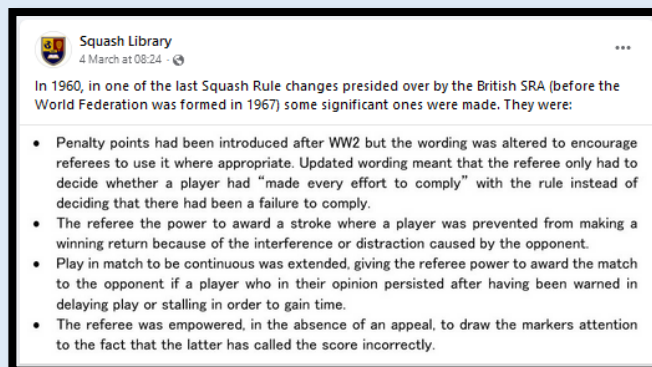 Squash Library
4 March at 08:24 ·
In 1960, in one of the last Squash Rule changes presided over by the British SRA (before the
World Federation was formed in 1967) some significant ones were made. They were:
• Penalty points had been introduced after WW2 but the wording was altered to encourage
referees to use it where appropriate. Updated wording meant that the referee only had to
decide whether a player had “made every effort to comply” with the rule instead of
deciding that there had been a failure to comply.
• The referee the power to award a stroke where a player was prevented from making a
winning return because of the interference or distraction caused by the opponent.
• Play in match to be continuous was extended, giving the referee power to award the match
to the opponent if a player who in their opinion persisted after having been warned in
delaying play or stalling in order to gain time.
• The referee was empowered, in the absence of an appeal, to draw the markers attention
to the fact that the latter has called the score incorrectly.